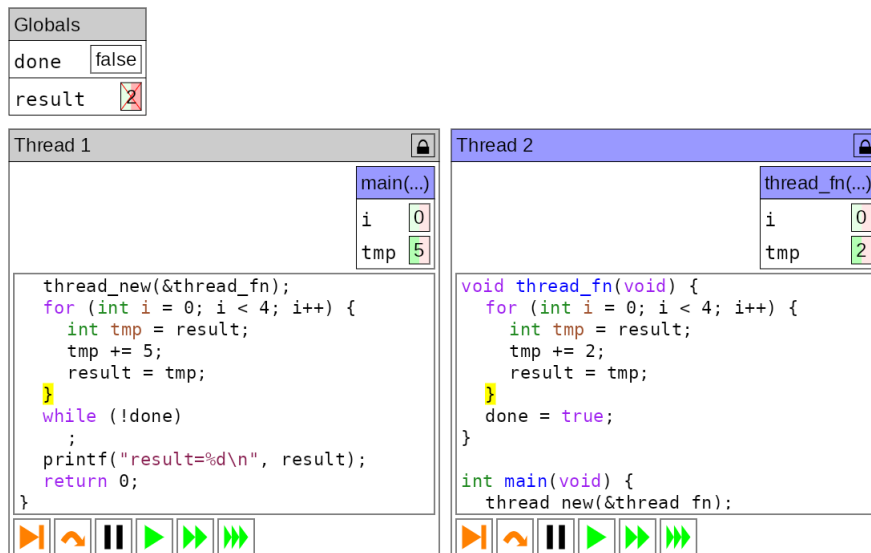 Globals
done false
result 2
Thread 1
main(...)
i 0
tmp 5
thread_new(&thread_fn);
for (int i = 0; i < 4; i++) {
int tmp = result;
tmp += 5;
result = tmp;
}
while (!done)
;
printf("result=%d\n", result);
return 0;
}
Thread 2
thread_fn(...)
i 0
tmp 2
void thread_fn(void) {
for (int i = 0; i < 4; i++) {
int tmp = result;
tmp += 2;
result = tmp;
}
done = true;
}
int main(void) {
thread_new(&thread_fn);